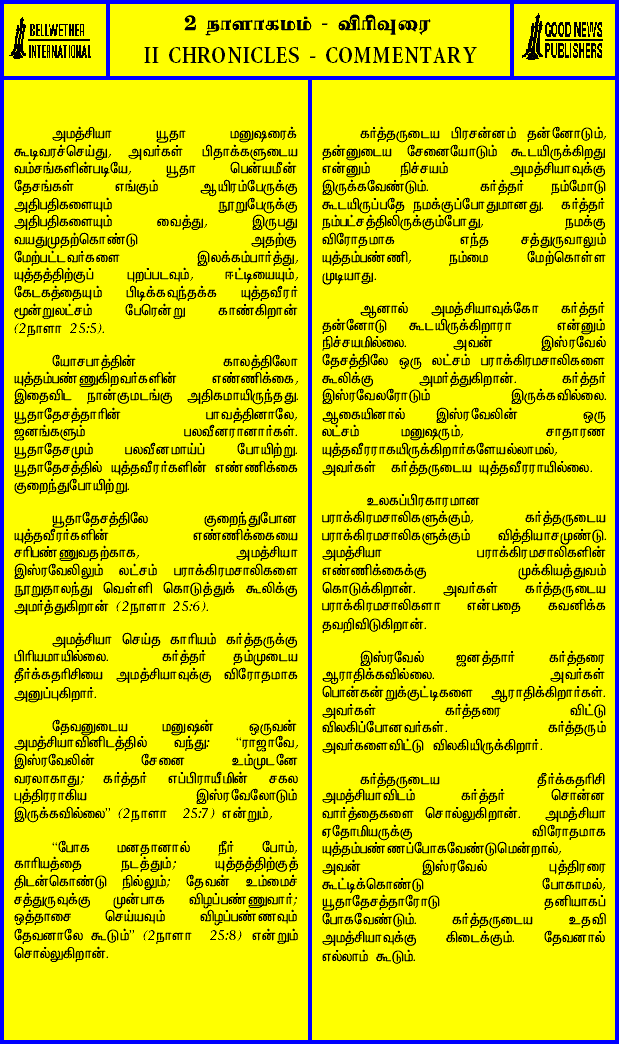 BELLWETHER
INTERNATIONAL
2 நாளாகமம் - விரிவுரை
II CHRONICLES - COMMENTARY
GOOD NEWS
PUBLISHERS
அமத்சியா யூதா மனுஷரைக்
கூடிவரச்செய்து, அவர்கள் பிதாக்களுடைய
வம்சங்களின்படியே, யூதா பென்யமீன்
தேசங்கள் எங்கும் ஆயிரம்பேருக்கு
அதிபதிகளையும் நூறுபேருக்கு
அதிபதிகளையும் வைத்து, இருபது
வயதுமுதற்கொண்டு அதற்கு
மேற்பட்டவர்களை இலக்கம்பார்த்து,
யுத்தத்திற்குப் புறப்படவும், ஈட்டியையும்,
கேடகத்தையும் பிடிக்கவுந்தக்க யுத்தவீரர்
மூன்றுலட்சம் பேரென்று காண்கிறான்
(2நாளா 25:5).
யோசபாத்தின் காலத்திலோ
யுத்தம்பண்ணுகிறவர்களின் எண்ணிக்கை,
இதைவிட நான்குமடங்கு அதிகமாயிருந்தது.
யூதாதேசத்தாரின் பாவத்தினாலே,
ஜனங்களும் பலவீனரானார்கள்.
யூதாதேசமும் பலவீனமாய்ப் போயிற்று.
யூதாதேசத்தில் யுத்தவீரர்களின் எண்ணிக்கை
குறைந்துபோயிற்று.
யூதாதேசத்திலே குறைந்துபோன
யுத்தவீரர்களின் எண்ணிக்கையை
சரிபண்ணுவதற்காக, அமத்சியா
இஸ்ரவேலிலும் லட்சம் பராக்கிரமசாலிகளை
நூறுதாலந்து வெள்ளி கொடுத்துக் கூலிக்கு
அமர்த்துகிறான் (2நாளா 25:6).
அமத்சியா செய்த காரியம் கர்த்தருக்கு
பிரியமாயில்லை. கர்த்தர் தம்முடைய
தீர்க்கதரிசியை அமத்சியாவுக்கு விரோதமாக
அனுப்புகிறார்.
தேவனுடைய மனுஷன் ஒருவன்
அமத்சியாவினிடத்தில் வந்து: “ராஜாவே,
இஸ்ரவேலின் சேனை உம்முடனே
வரலாகாது; கர்த்தர் எப்பிராயீமின் சகல
புத்திரராகிய இஸ்ரவேலோடும்
இருக்கவில்லை” (2நாளா 25:7) என்றும்,
“போக மனதானால் நீர் போம்,
காரியத்தை நடத்தும்; யுத்தத்திற்குத்
திடன்கொண்டு நில்லும்; தேவன் உம்மைச்
சத்துருவுக்கு முன்பாக விழப்பண்ணுவார்;
ஒத்தாசை செய்யவும் விழப்பண்ணவும்
தேவனாலே கூடும்” (2நாளா 25:8) என்றும்
சொல்லுகிறான்.
கர்த்தருடைய பிரசன்னம் தன்னோடும்,
தன்னுடைய சேனையோடும் கூடயிருக்கிறது
என்னும் நிச்சயம் அமத்சியாவுக்கு
இருக்கவேண்டும். கர்த்தர் நம்மோடு
கூடயிருப்பதே நமக்குப்போதுமானது. கர்த்தர்
நம்பட்சத்திலிருக்கும்போது, நமக்கு
விரோதமாக எந்த சத்துருவாலும்
யுத்தம்பண்ணி, நம்மை மேற்கொள்ள
முடியாது.
ஆனால் அமத்சியாவுக்கோ கர்த்தர்
தன்னோடு கூடயிருக்கிறாரா என்னும்
நிச்சயமில்லை. அவன் இஸ்ரவேல்
தேசத்திலே ஒரு லட்சம் பராக்கிரமசாலிகளை
கூலிக்கு அமர்த்துகிறான். கர்த்தர்
இஸ்ரவேலரோடும் இருக்கவில்லை.
ஆகையினால் இஸ்ரவேலின் ஒரு
லட்சம் மனுஷரும், சாதாரண
யுத்தவீரராகயிருக்கிறார்களேயல்லாமல்,
அவர்கள் கர்த்தருடைய யுத்தவீரராயில்லை.
உலகப்பிரகாரமான
பராக்கிரமசாலிகளுக்கும், கர்த்தருடைய
பராக்கிரமசாலிகளுக்கும் வித்தியாசமுண்டு.
அமத்சியா பராக்கிரமசாலிகளின்
எண்ணிக்கைக்கு முக்கியத்துவம்
கொடுக்கிறான். அவர்கள் கர்த்தருடைய
பராக்கிரமசாலிகளா என்பதை கவனிக்க
தவறிவிடுகிறான்.
இஸ்ரவேல் ஜனத்தார் கர்த்தரை
ஆராதிக்கவில்லை. அவர்கள்
பொன்கன்றுக்குட்டிகளை ஆராதிக்கிறார்கள்.
அவர்கள் கர்த்தரை விட்டு
விலகிப்போனவர்கள். கர்த்தரும்
அவர்களைவிட்டு விலகியிருக்கிறார்.
கர்த்தருடைய தீர்க்கதரிசி
அமத்சியாவிடம் கர்த்தர் சொன்ன
வார்த்தைகளை சொல்லுகிறான். அமத்சியா
ஏதோமியருக்கு விரோதமாக
யுத்தம்பண்ணப்போகவேண்டுமென்றால்,
அவன் இஸ்ரவேல் புத்திரரை
கூட்டிக்கொண்டு போகாமல்,
யூதாதேசத்தாரோடு தனியாகப்
போகவேண்டும். கர்த்தருடைய உதவி
அமத்சியாவுக்கு கிடைக்கும். தேவனால்
எல்லாம் கூடும்.